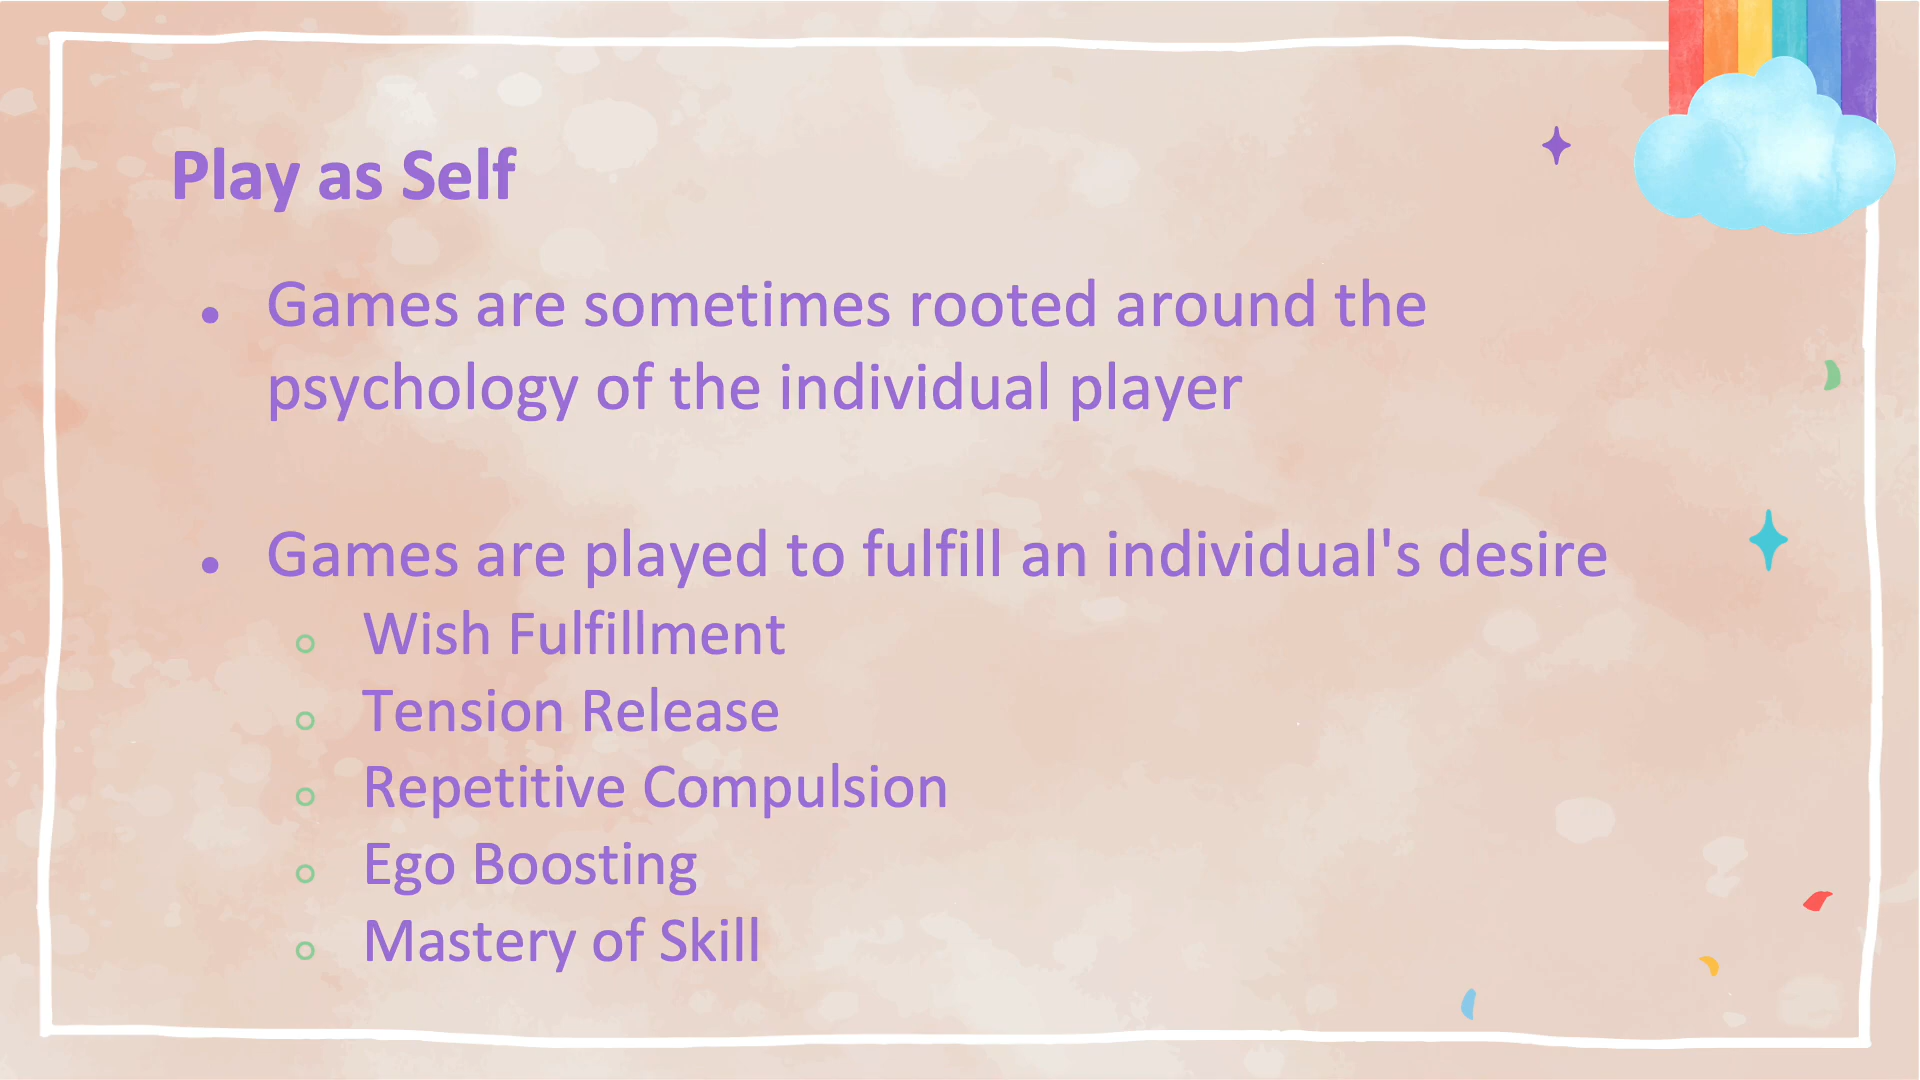 Play as Self
• Games are sometimes rooted around the
psychology of the individual player
• Games are played to fulfill an individual's desire
○ Wish Fulfillment
○ Tension Release
○ Repetitive Compulsion
○ Ego Boosting
○ Mastery of Skill